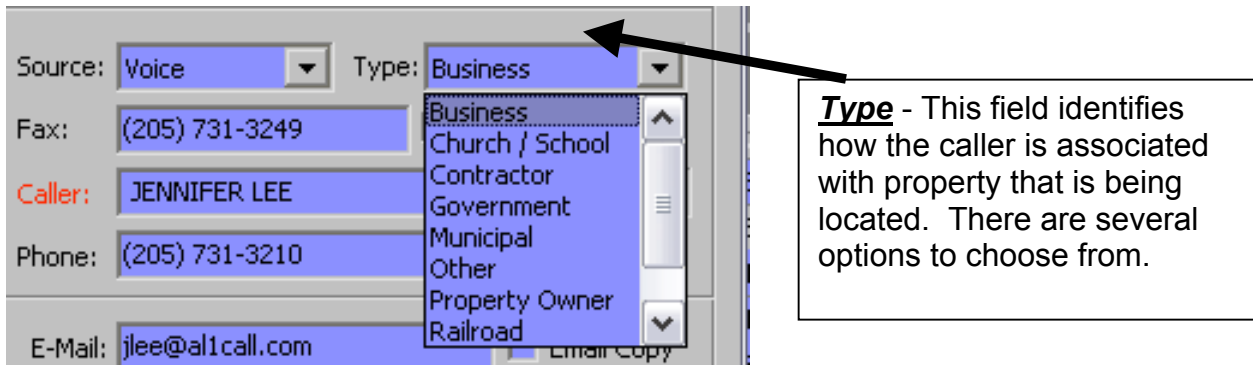 Source: Voice Type: Business
Fax: (205) 731-3249
Caller: JENNIFER LEE
Phone: (205) 731-3210
E-Mail: jlee@al1call.com Email Copy
Business
Church / School
Contractor
Government
Municipal
Other
Property Owner
Railroad
Type - This field identifies
how the caller is associated
with property that is being
located. There are several
options to choose from.